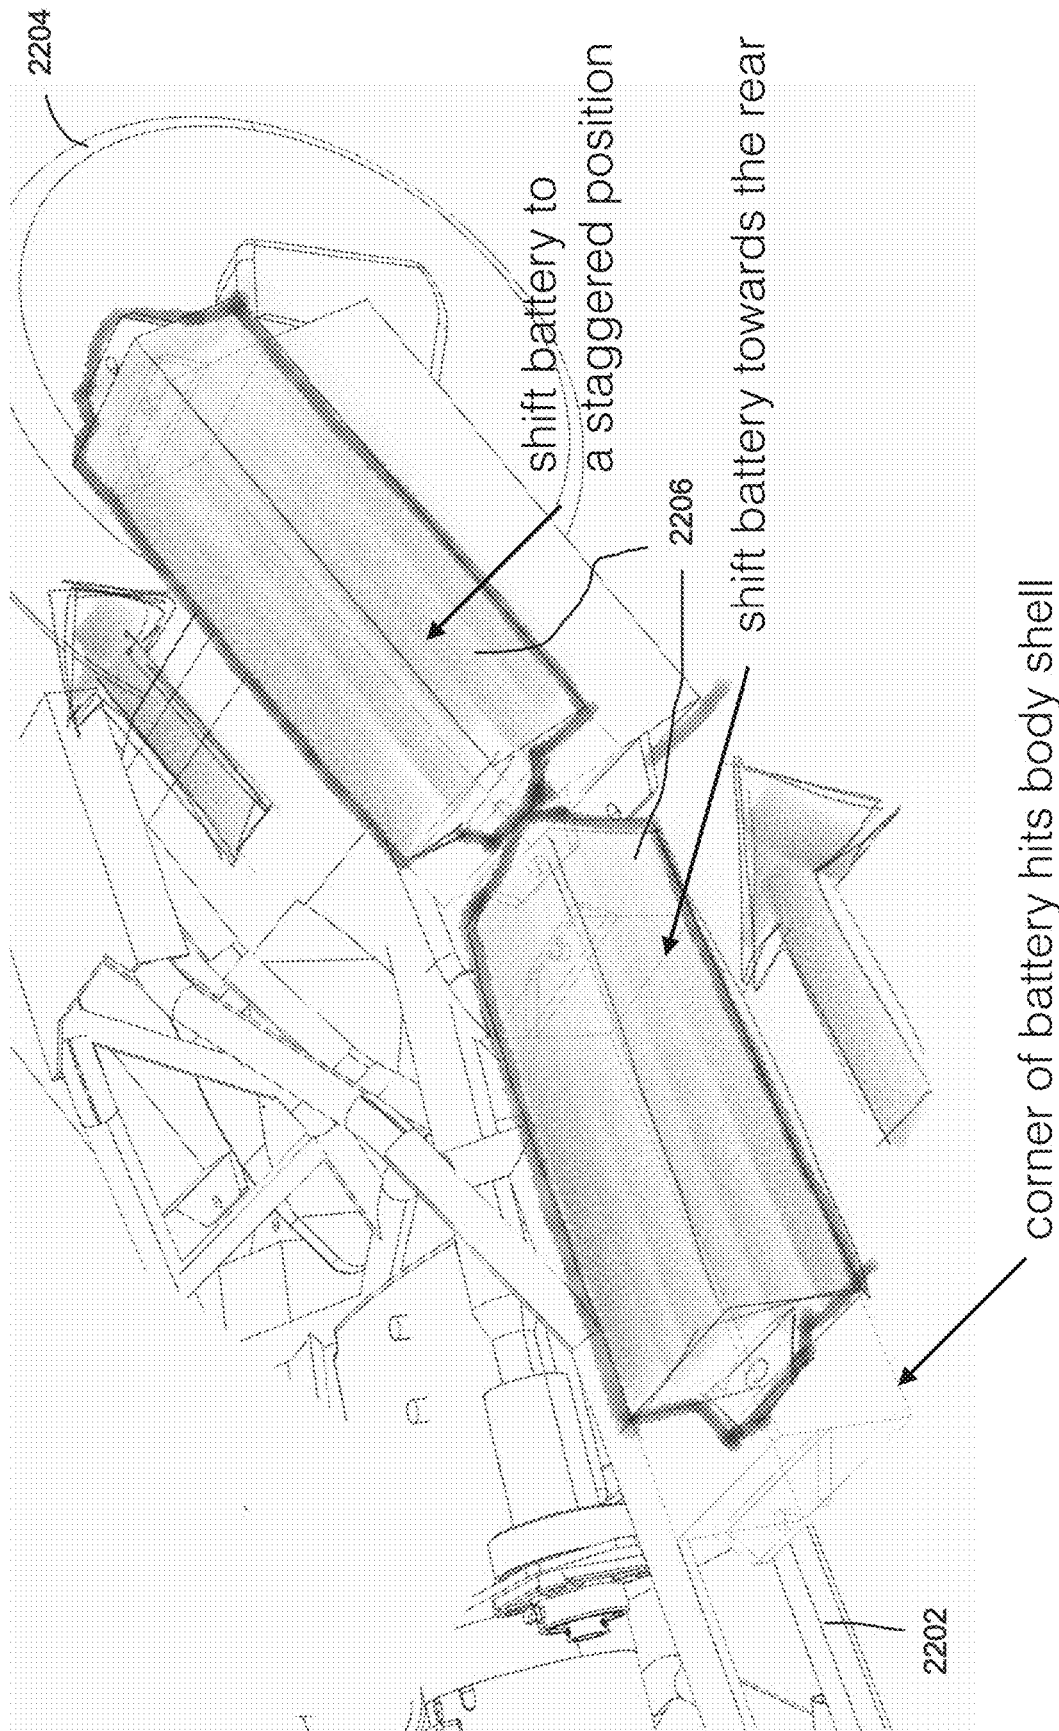 2204
shift battery to
a staggered position
2206
shift battery towards the rear
corner of battery hits body shell
2202